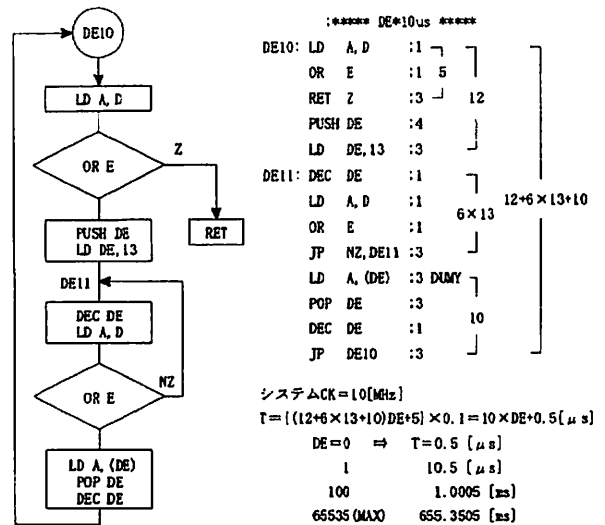 DE10
LD A, D
OR E
Z
RET
PUSH DE
LD DE, 13
DE11
DEC DE
LD A, D
OR E
NZ
LD A, (DE)
POP DE
DEC DE
;***** DE*10us *****
DE10: LD A, D ;1
OR E ;1 5
RET Z ;3 12
PUSH DE ;4
LD DE, 13 ;3
DE11: DEC DE ;1
LD A, D ;1 12+6×13+10
OR E ;1 6×13
JP NZ, DE11 ;3
LD A, (DE) ;3 DUMY
POP DE ;3
DEC DE ;1 10
JP DE10 ;3
システムCK=10[MHz]
T={(12+6×13+10)DE+5}×0.1=10×DE+0.5[μs]
DE=0 ⇒ T=0.5 [μs]
1 10.5 [μs]
100 1.0005 [ms]
65535(MAX) 655.3505 [ms]